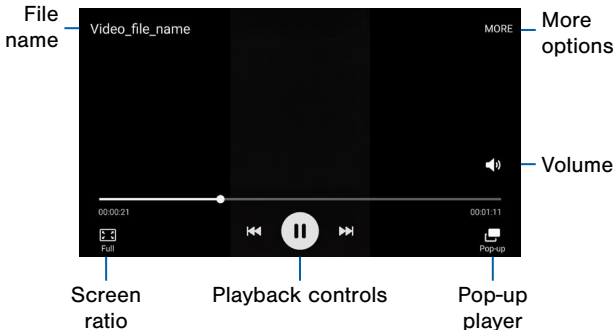 File
name
Video_file_name
MORE
More
options
Volume
00:00:21
00:01:11
Full
Pop-up
Screen
ratio
Playback controls
Pop-up
player